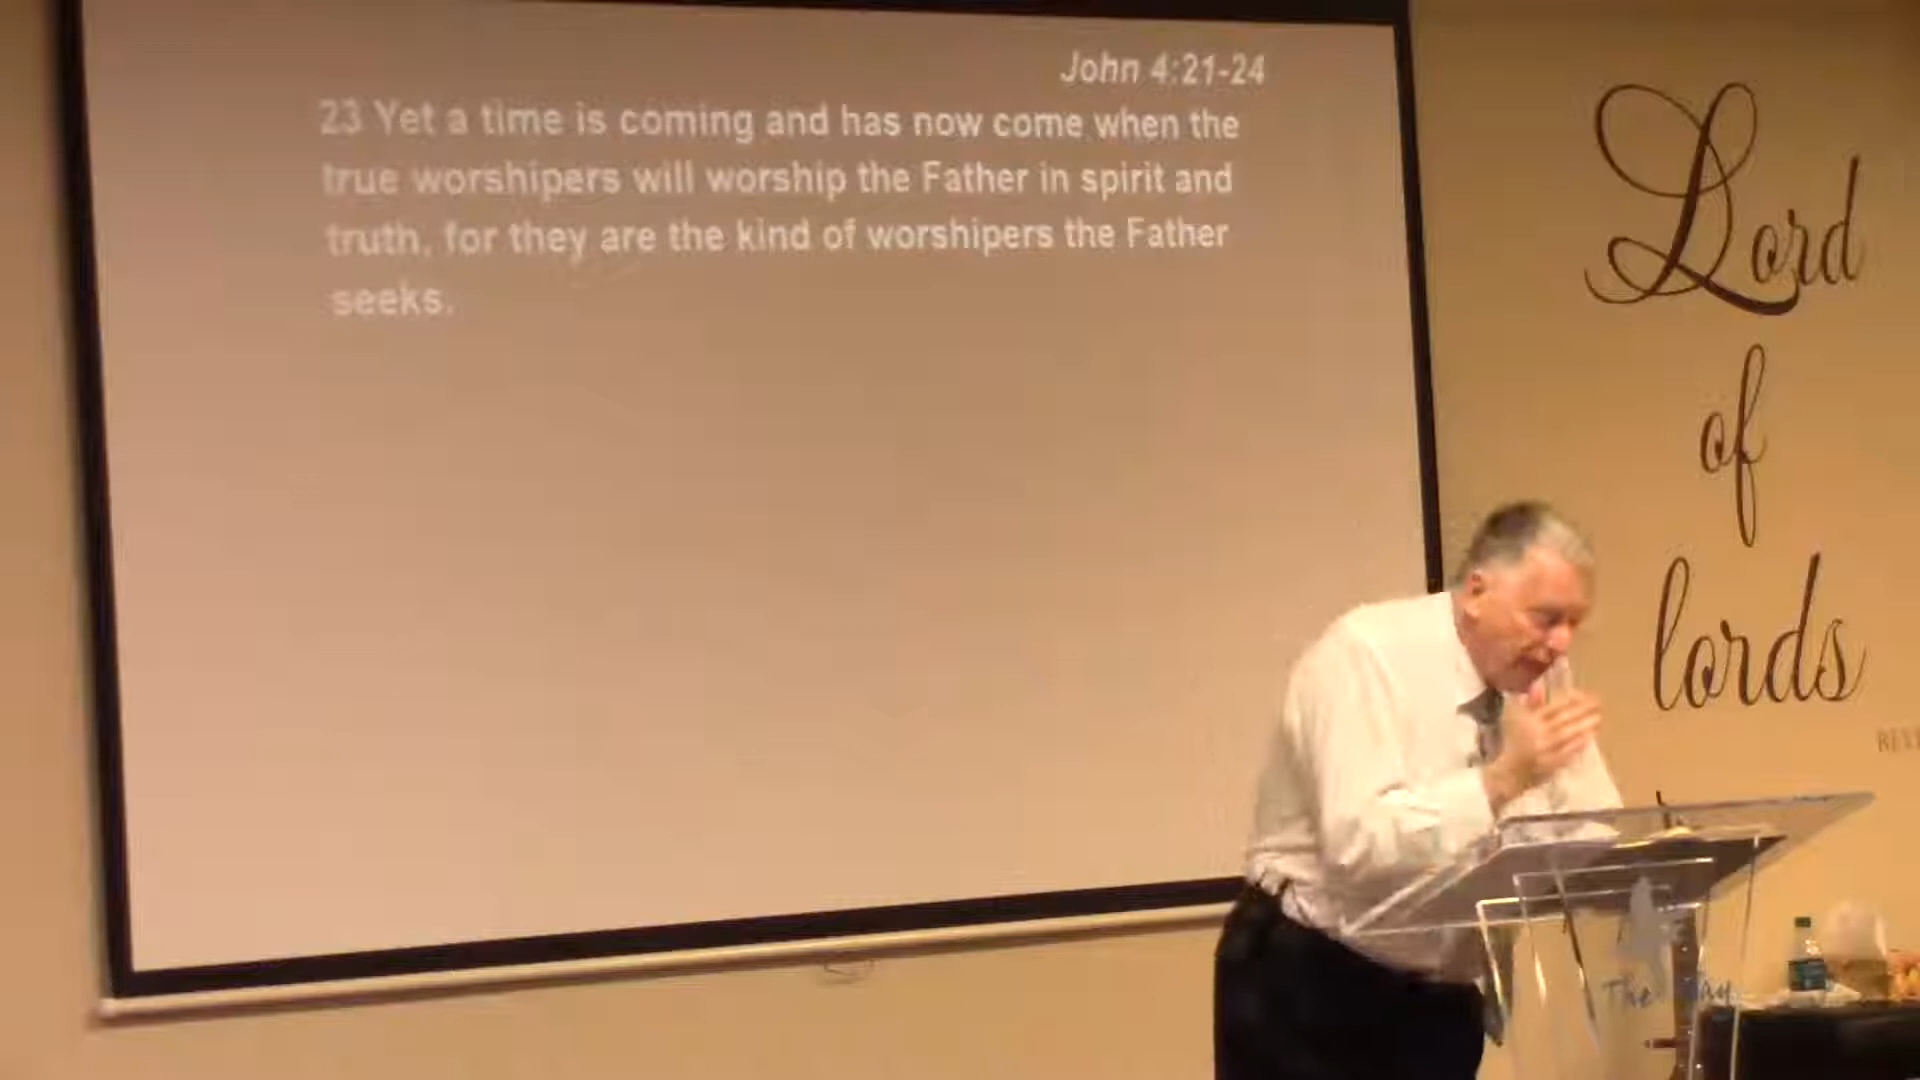 John 4:21-24
23 Yet a time is coming and has now come when the
true worshipers will worship the Father in spirit and
truth, for they are the kind of worshipers the Father
seeks.
Lord
of
lords
The Way